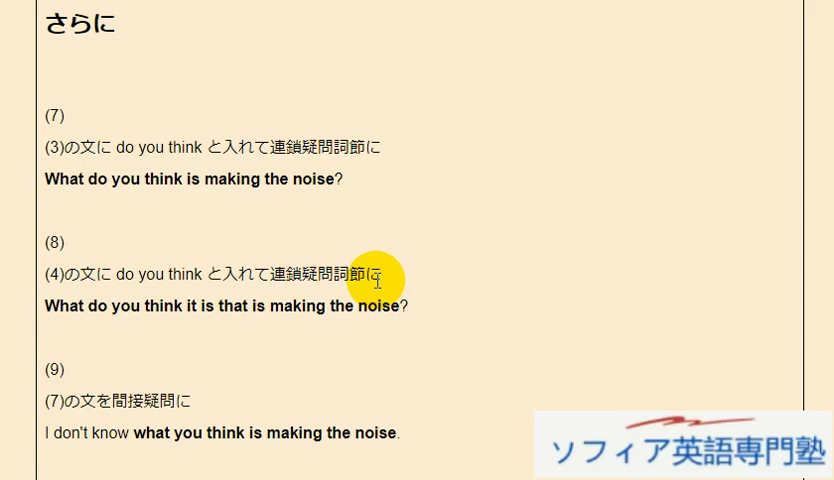 さらに
(7)
(3)の文に do you think と入れて連鎖疑問詞節に
What do you think is making the noise?
(8)
(4)の文に do you think と入れて連鎖疑問詞節に
What do you think it is that is making the noise?
(9)
(7)の文を間接疑問に
I don't know what you think is making the noise.
ソフィア英語専門塾